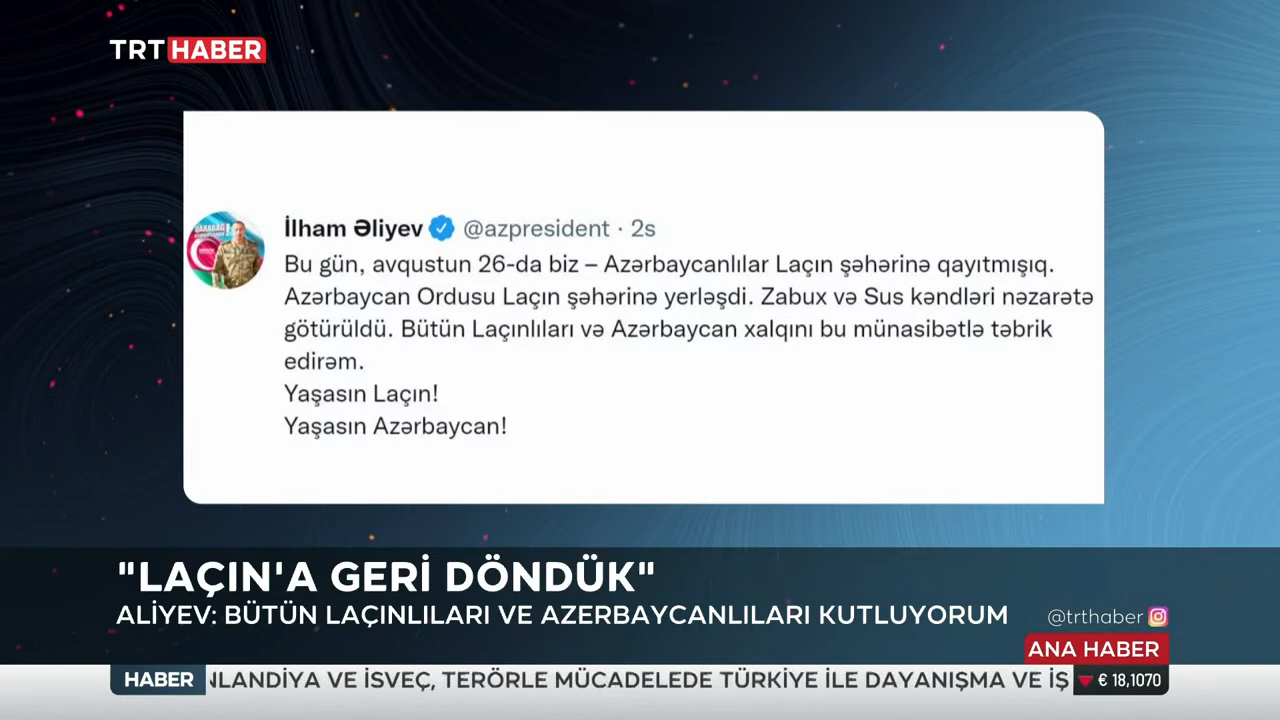 TRT HABER
İlham Əliyev @azpresident · 2s
Bu gün, avqustun 26-da biz – Azərbaycanlılar Laçın şəhərinə qayıtmışıq.
Azərbaycan Ordusu Laçın şəhərinə yerləşdi. Zabux və Sus kəndləri nəzarətə
götürüldü. Bütün Laçınlıları və Azərbaycan xalqını bu münasibətlə təbrik
edirəm.
Yaşasın Laçın!
Yaşasın Azərbaycan!
"LAÇIN'A GERİ DÖNDÜK"
ALİYEV: BÜTÜN LAÇINLILARI VE AZERBAYCANLILARI KUTLUYORUM
@trthaber
ANA HABER
HABER NLANDİYA VE İSVEÇ, TERÖRLE MÜCADELEDE TÜRKİYE İLE DAYANIŞMA VE İŞ € 18,1070